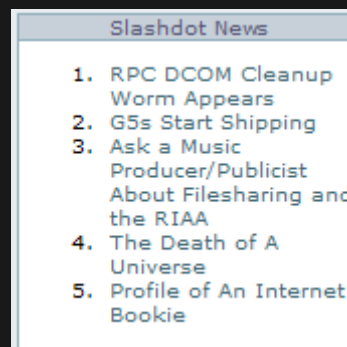 Slashdot News
1. RPC DCOM Cleanup
Worm Appears
2. G5s Start Shipping
3. Ask a Music
Producer/Publicist
About Filesharing and
the RIAA
4. The Death of A
Universe
5. Profile of An Internet
Bookie